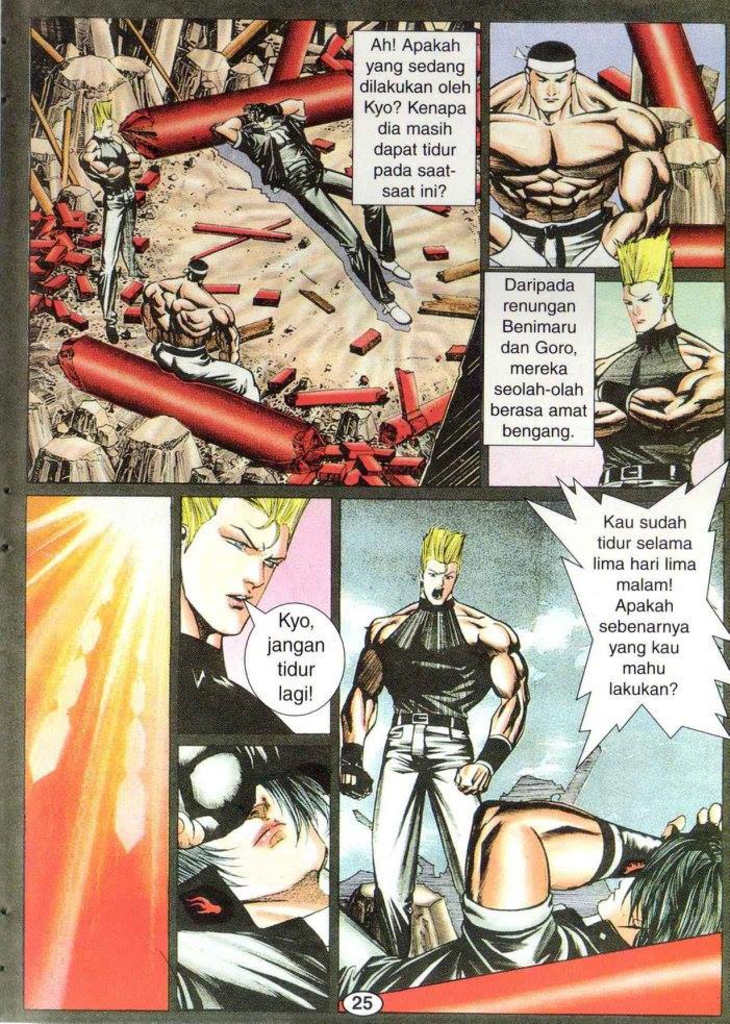 Ah! Apakah
yang sedang
dilakukan oleh
Kyo? Kenapa
dia masih
dapat tidur
pada saat-
saat ini?
Daripada
renungan
Benimaru
dan Goro,
mereka
seolah-olah
berasa amat
bengang.
Kyo,
jangan
tidur
lagi!
Kau sudah
tidur selama
lima hari lima
malam!
Apakah
sebenarnya
yang kau
mahu
lakukan?
25